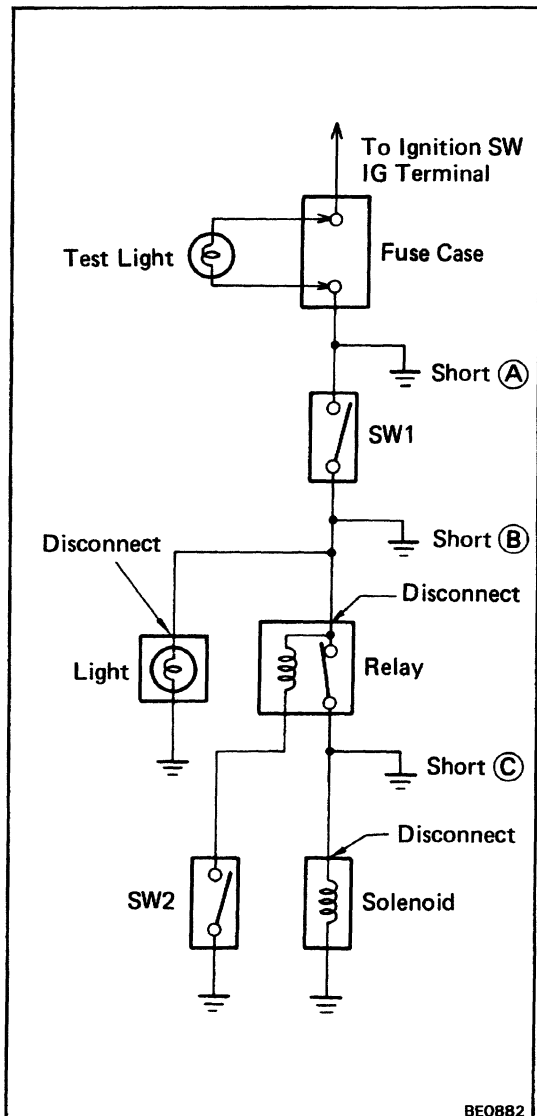 To Ignition SW
IG Terminal
Test Light
Fuse Case
Short A
SW1
Short B
Disconnect
Disconnect
Light
Relay
Short C
Disconnect
SW2
Solenoid
BE0882